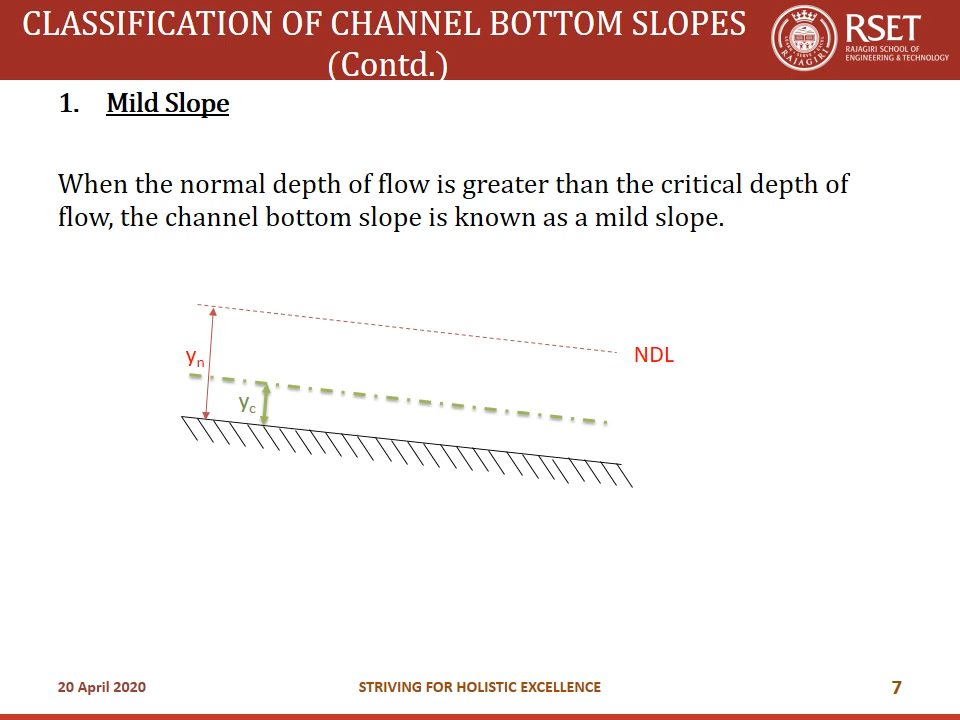 CLASSIFICATION OF CHANNEL BOTTOM SLOPES
(Contd.)
RSET
RAJAGIRI SCHOOL OF
ENGINEERING & TECHNOLOGY
RAJAGIRI
1. Mild Slope
When the normal depth of flow is greater than the critical depth of
flow, the channel bottom slope is known as a mild slope.
yn
NDL
yc
20 April 2020
STRIVING FOR HOLISTIC EXCELLENCE
7